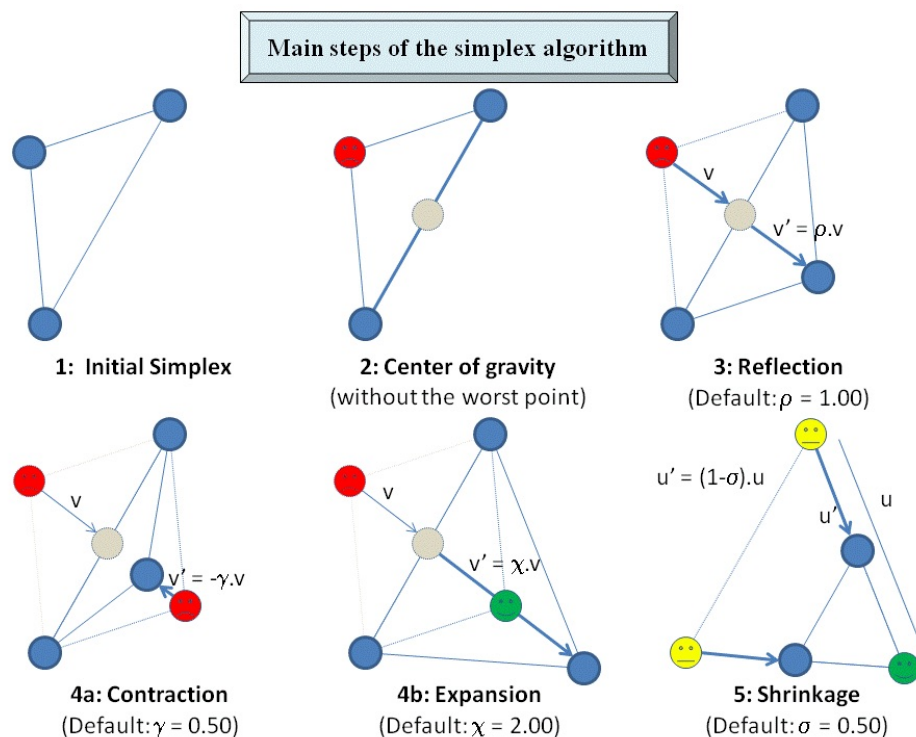 Main steps of the simplex algorithm
v
v' = ρ.v
1: Initial Simplex
2: Center of gravity
(without the worst point)
3: Reflection
(Default: ρ = 1.00)
v
v' = -γ.v
v
v' = χ.v
u' = (1-σ).u
u'
u
4a: Contraction
(Default: γ = 0.50)
4b: Expansion
(Default: χ = 2.00)
5: Shrinkage
(Default: σ = 0.50)